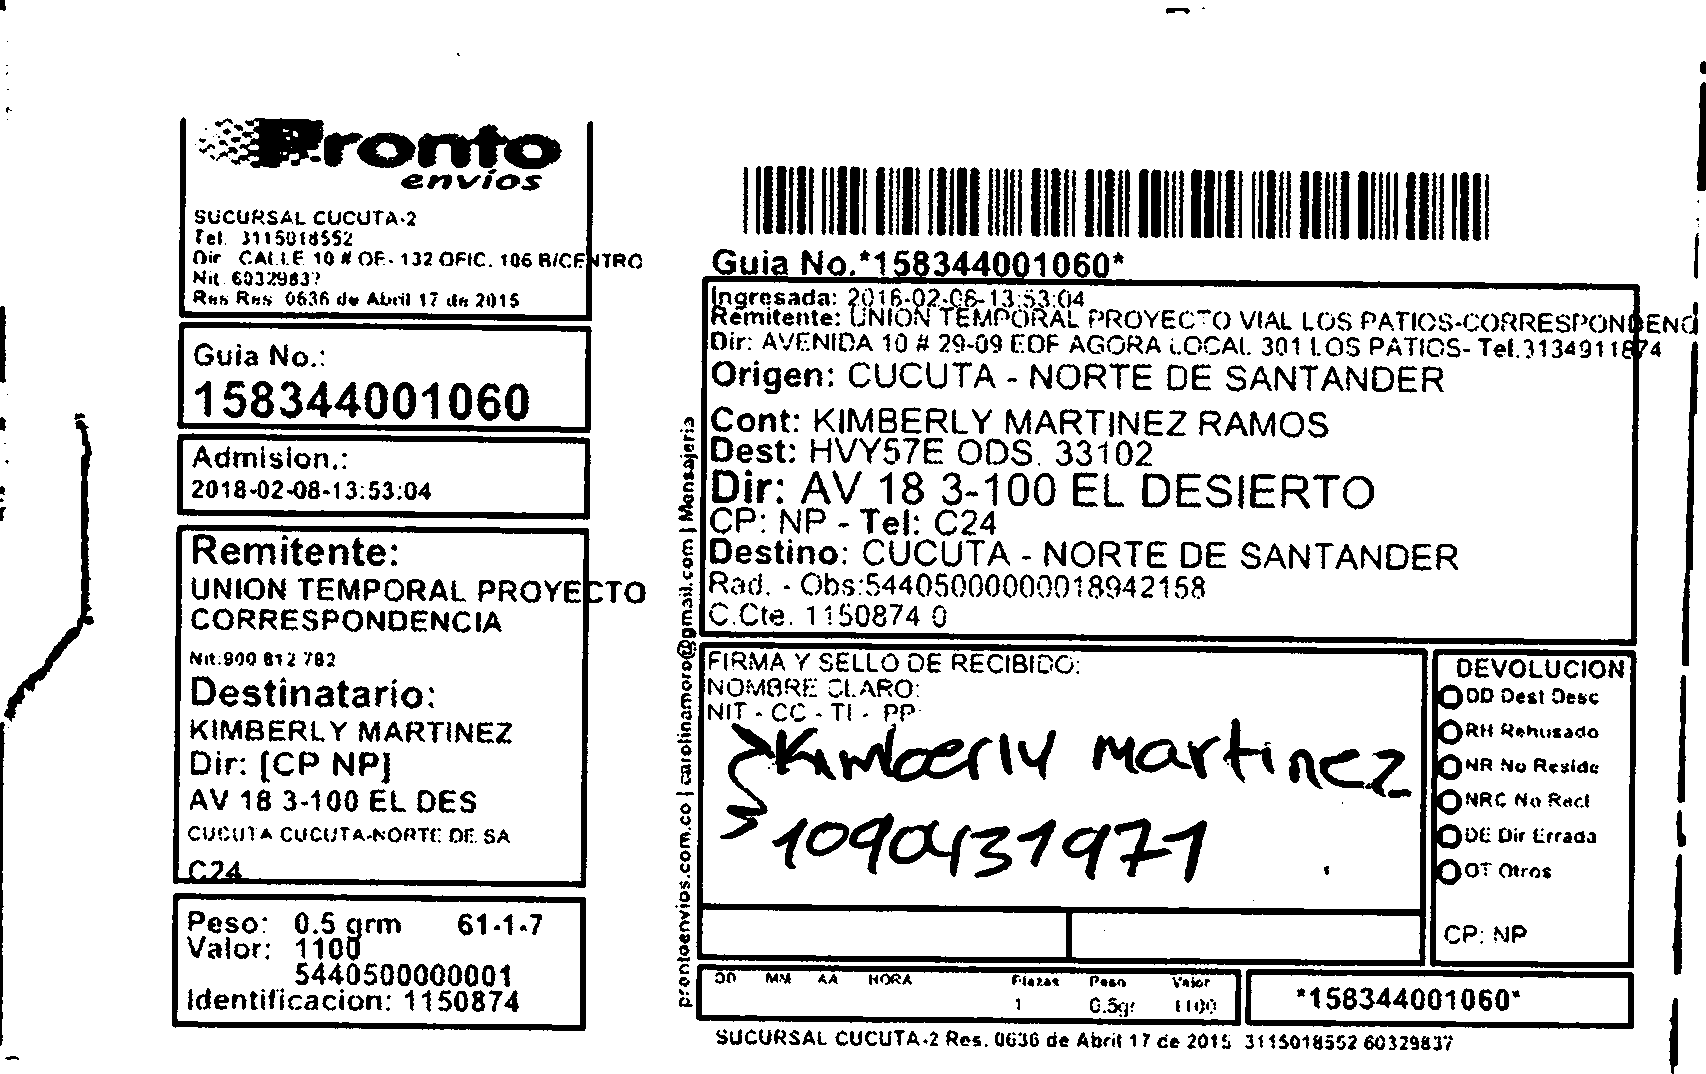 Pronto
envíos
SUCURSAL CUCUTA-2
Tel. 3115018552
Dir. CALLE 10 # OE- 132 OFIC. 106 B/CENTRO
Nit. 60329837
Res Res 0636 de Abril 17 de 2015
Guia No.:
158344001060
Admision.:
2018-02-08-13:53:04
Remitente:
UNION TEMPORAL PROYECTO
CORRESPONDENCIA
Nit:900 812 782
Destinatario:
KIMBERLY MARTINEZ
Dir: [CP NP]
AV 18 3-100 EL DES
CUCUTA CUCUTA-NORTE DE SA
C24
Peso: 0.5 grm 61-1-7
Valor: 1100
5440500000001
Identificacion: 1150874
prontoenvios.com.co | carolinamoro@gmail.com | Mensajeria
Guia No.*158344001060*
Ingresada: 2018-02-08-13:53:04
Remitente: UNION TEMPORAL PROYECTO VIAL LOS PATIOS-CORRESPONDENC
Dir: AVENIDA 10 # 29-09 EDF AGORA LOCAL 301 LOS PATIOS- Tel.3134911874
Origen: CUCUTA - NORTE DE SANTANDER
Cont: KIMBERLY MARTINEZ RAMOS
Dest: HVY57E ODS. 33102
Dir: AV 18 3-100 EL DESIERTO
CP: NP - Tel: C24
Destino: CUCUTA - NORTE DE SANTANDER
Rad. - Obs:54405000000018942158
C.Cte. 1150874 0
FIRMA Y SELLO DE RECIBIDO:
NOMBRE CLARO:
NIT - CC - TI - PP
Kimberly martinez
1090431971
DEVOLUCION
DD Dest Desc
RH Rehusado
NR No Reside
NRC No Recl
DE Dir Errada
OT Otros
CP: NP
DD MM AA HORA Piezas Peso Valor
1 0.5gr 1100
*158344001060*
SUCURSAL CUCUTA-2 Res. 0636 de Abril 17 de 2015 3115018552 60329837